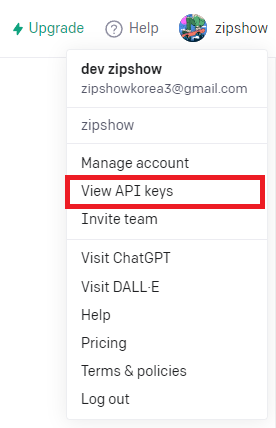 Upgrade Help zipshow
dev zipshow
zipshowkorea3@gmail.com
zipshow
Manage account
View API keys
Invite team
Visit ChatGPT
Visit DALL·E
Help
Pricing
Terms & policies
Log out